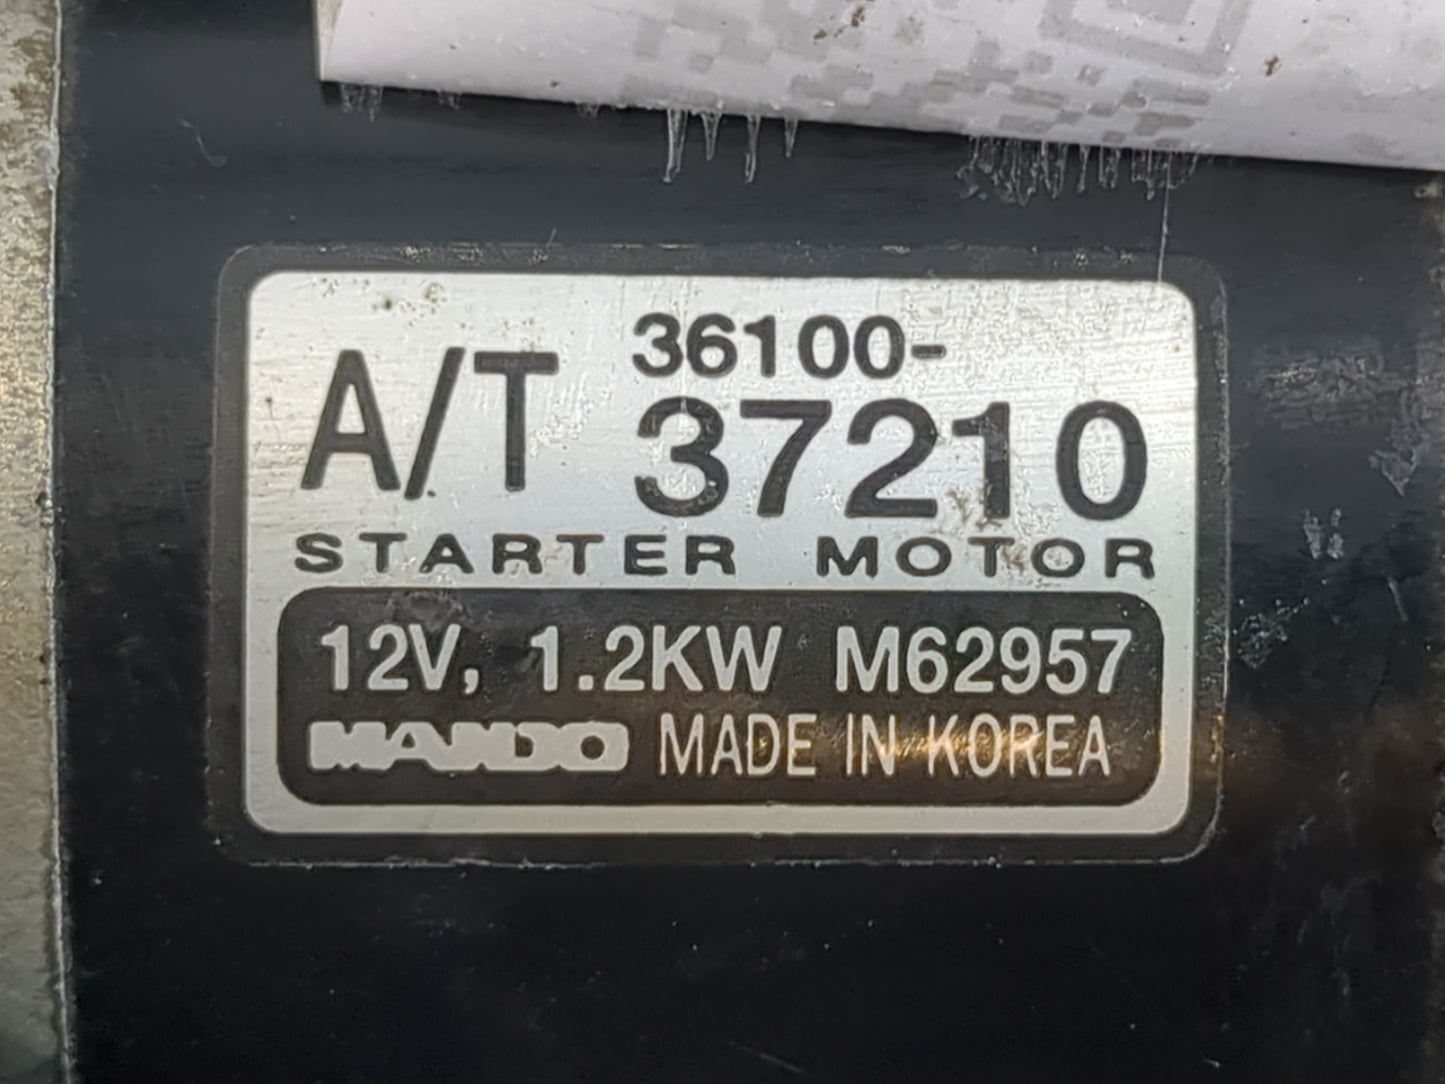 A/T 36100-
37210
STARTER MOTOR
12V, 1.2KW M62957
MANDO MADE IN KOREA